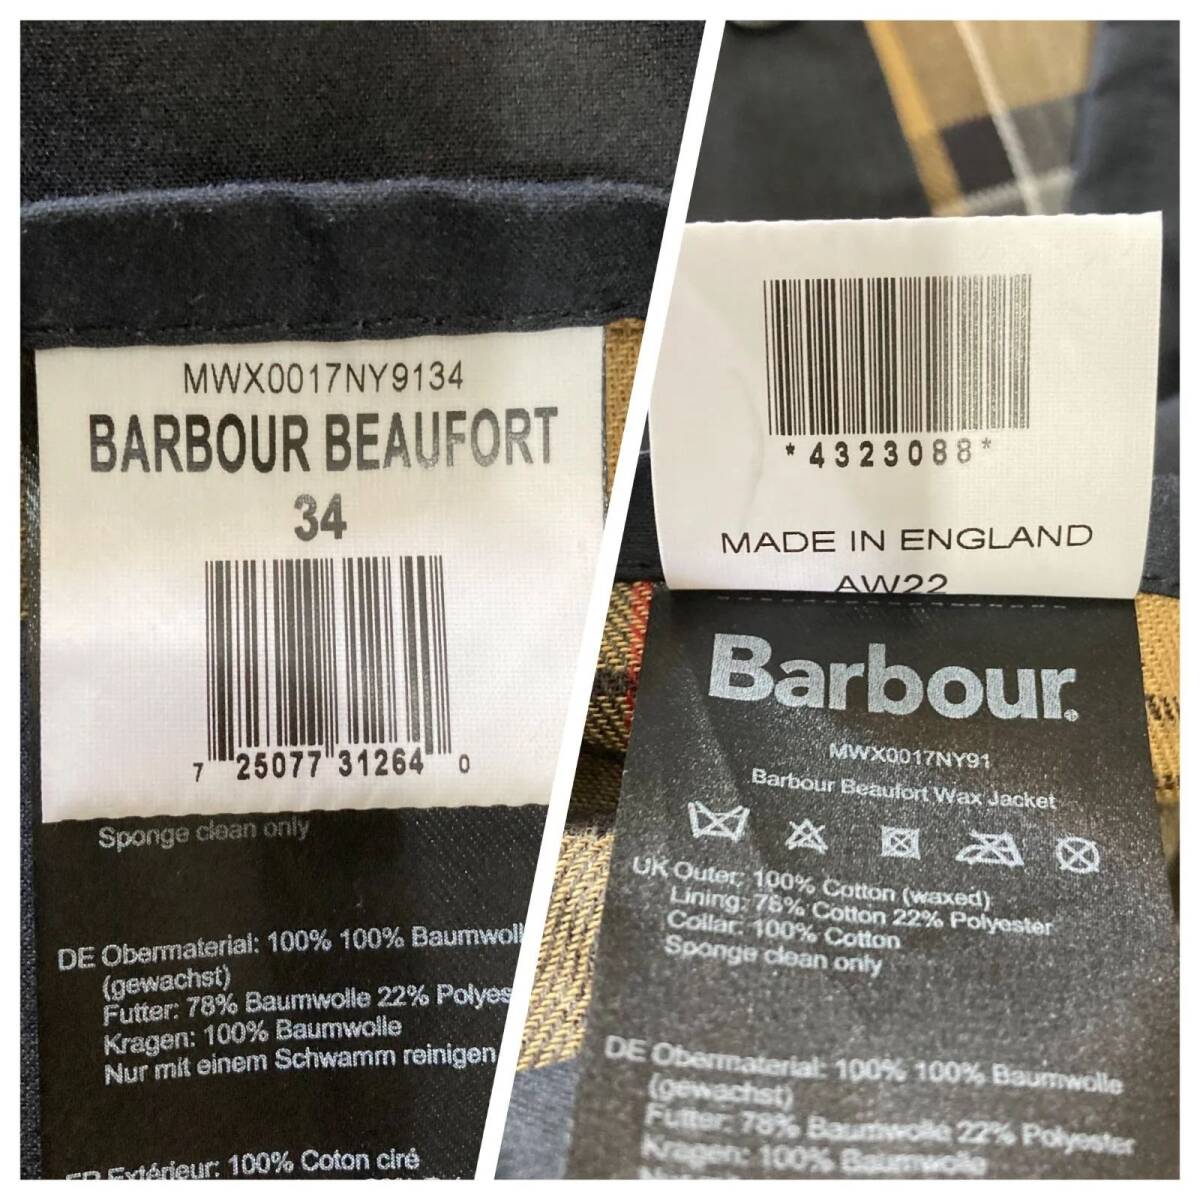 MWX0017NY9134
BARBOUR BEAUFORT
34
7 25077 31264 0
Sponge clean only
DE Obermaterial: 100% 100% Baumwoll
(gewachst)
Futter: 78% Baumwolle 22% Polyes
Kragen: 100% Baumwolle
Nur mit einem Schwamm reinigen
FR Extérieur: 100% Coton ciré
*4323088*
MADE IN ENGLAND
AW22
Barbour
MWX0017NY91
Barbour Beaufort Wax Jacket
UK Outer: 100% Cotton (waxed)
Lining: 78% Cotton 22% Polyester
Collar: 100% Cotton
Sponge clean only
DE Obermaterial: 100% 100% Baumwolle
(gewachst)
Futter: 78% Baumwolle 22% Polyester
Kragen: 100% Baumwolle